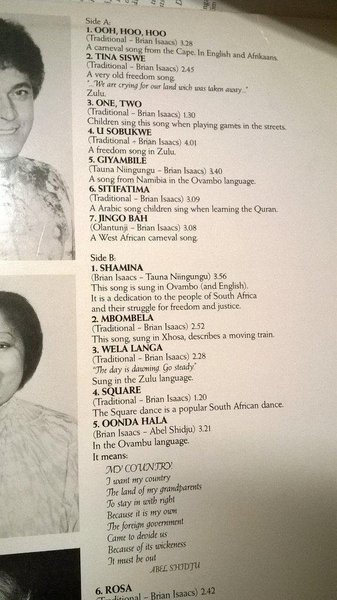 Side A:
1. OOH, HOO, HOO
(Traditional – Brian Isaacs) 3.28
A carneval song from the Cape. In English and Afrikaans.
2. TINA SISWE
(Traditional – Brian Isaacs) 2.45
A very old freedom song.
"...We are crying for our land wich was taken away..."
Zulu.
3. ONE, TWO
(Traditional – Brian Isaacs) 1.30
Children sing this song when playing games in the streets.
4. U SOBUKWE
(Traditional – Brian Isaacs) 4.01
A freedom song in Zulu.
5. GIYAMBILE
(Tauna Niingungu – Brian Isaacs) 3.40
A song from Namibia in the Ovambo language.
6. SITIFATIMA
(Traditional – Brian Isaacs) 3.09
A Arabic song children sing when learning the Quran.
7. JINGO BAH
(Olantunji – Brian Isaacs) 3.08
A West African carneval song.
Side B:
1. SHAMINA
(Brian Isaacs – Tauna Niingungu) 3.56
This song is sung in Ovambo (and English).
It is a dedication to the people of South Africa
and their struggle for freedom and justice.
2. MBOMBELA
(Traditional – Brian Isaacs) 2.52
This song, sung in Xhosa, describes a moving train.
3. WELA LANGA
(Traditional – Brian Isaacs) 2.28
"The day is dawning. Go steady"
Sung in the Zulu language.
4. SQUARE
(Traditional – Brian Isaacs) 1.20
The Square dance is a popular South African dance.
5. OONDA HALA
(Brian Isaacs – Abel Shidju) 3.21
In the Ovambu language.
It means:
MY COUNTRY!
I want my country
The land of my grandparents
To stay in with right
Because it is my own
The foreign government
Came to devide us
Because of its wickeness
It must be out
ABEL SHIDJU
6. ROSA
(Traditional – Brian Isaacs) 2.42